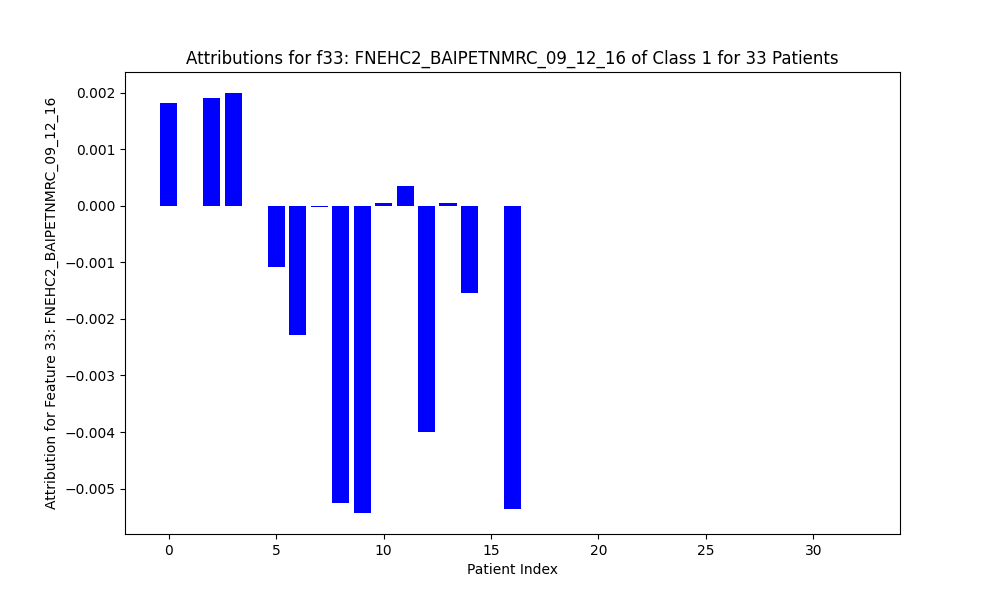 Attributions for f33: FNEHC2_BAIPETNMRC_09_12_16 of Class 1 for 33 Patients
Attribution for Feature 33: FNEHC2_BAIPETNMRC_09_12_16
0.002
0.001
0.000
−0.001
−0.002
−0.003
−0.004
−0.005
0 5 10 15 20 25 30
Patient Index